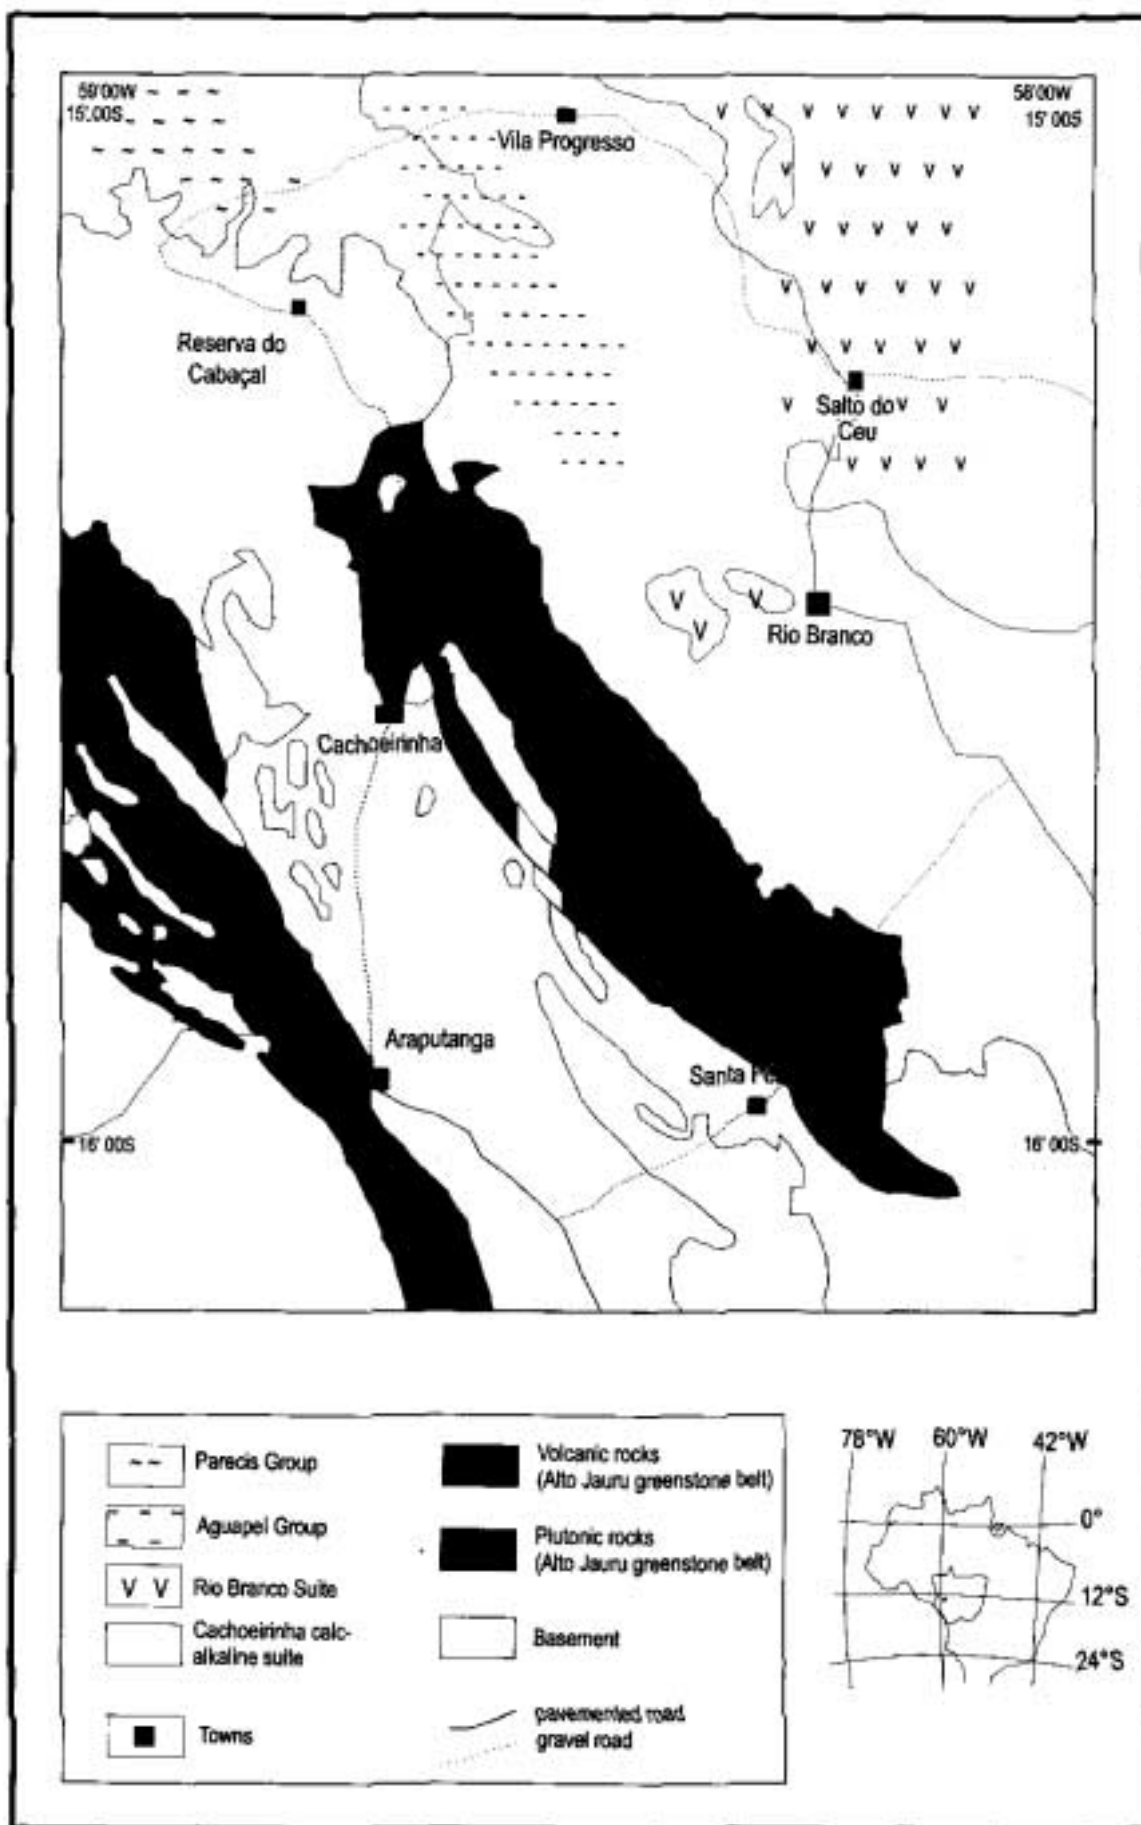 59'00W
15'.00S
58'00W
15' 00S
Vila Progresso
Reserva do
Cabaçal
Salto do
Ceu
Rio Branco
Cachoeirinha
Araputanga
Santa
16' 00S
16' 00S
Parecis Group
Aguapel Group
V V
Rio Branco Suite
Cachoeirinha calc-
alkaline suite
Towns
Volcanic rocks
(Alto Jauru greenstone belt)
Plutonic rocks
(Alto Jauru greenstone belt)
Basement
pavemented road
gravel road
78°W 60°W 42°W
0°
12°S
24°S